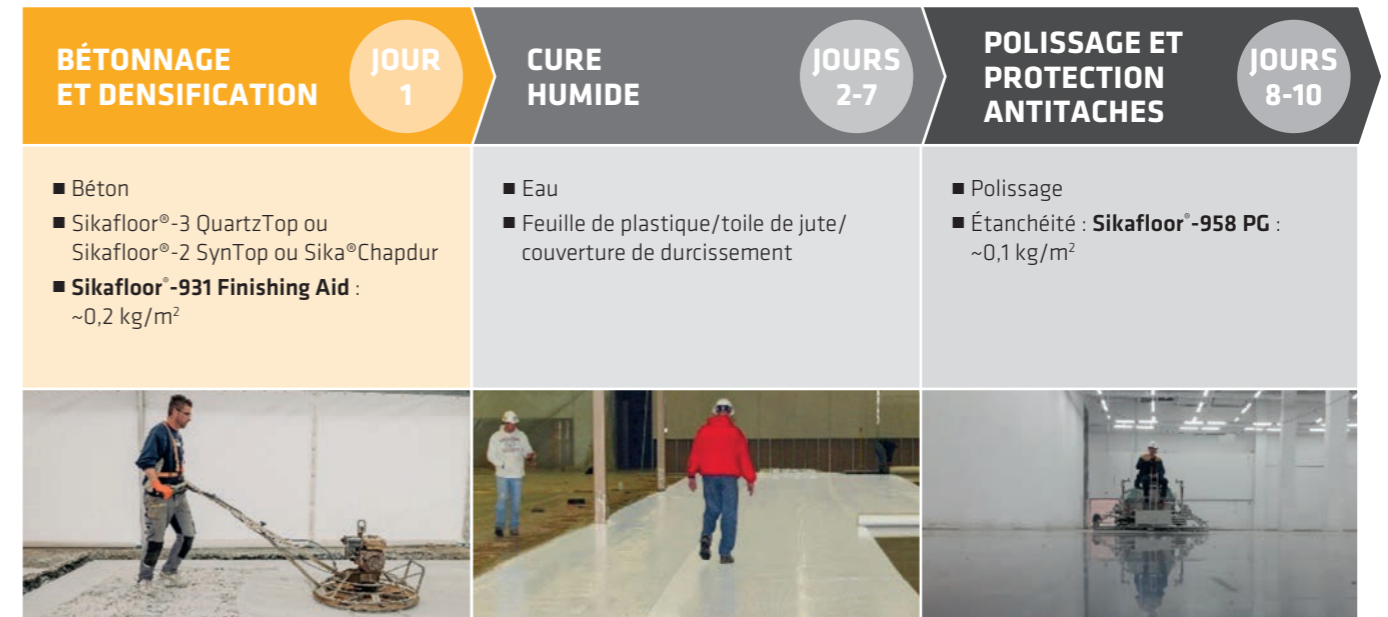 BÉTONNAGE
ET DENSIFICATION
JOUR
1
CURE
HUMIDE
JOURS
2-7
POLISSAGE ET
PROTECTION
ANTITACHES
JOURS
8-10
■ Béton
■ Sikafloor®-3 QuartzTop ou
Sikafloor®-2 SynTop ou Sika®Chapdur
■ Sikafloor®-931 Finishing Aid :
~0,2 kg/m²
■ Eau
■ Feuille de plastique/toile de jute/
couverture de durcissement
■ Polissage
■ Étanchéité : Sikafloor®-958 PG :
~0,1 kg/m²